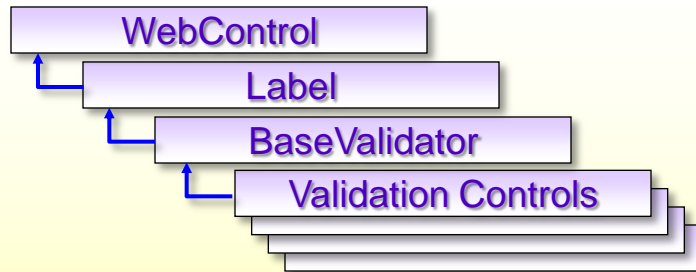 WebControl
Label
BaseValidator
Validation Controls